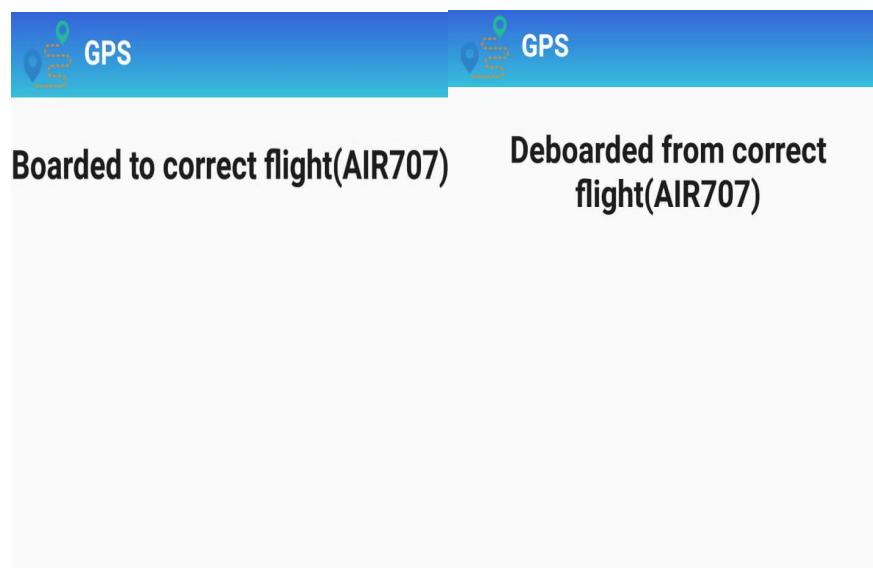 GPS
Boarded to correct flight(AIR707)
GPS
Deboarded from correct
flight(AIR707)